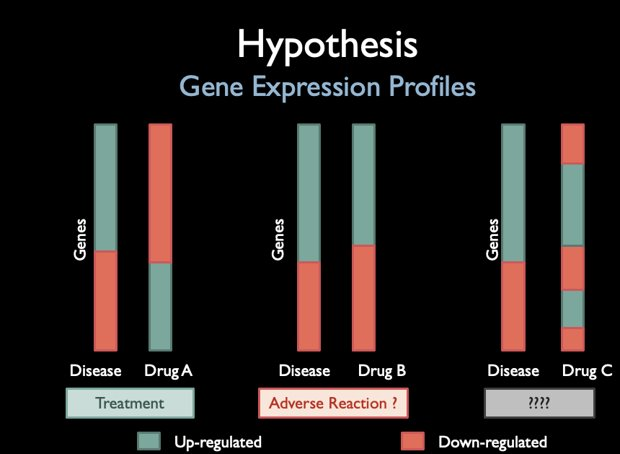 Hypothesis
Gene Expression Profiles
Genes
Genes
Genes
Disease Drug A
Disease Drug B
Disease Drug C
Treatment
Adverse Reaction ?
????
Up-regulated
Down-regulated